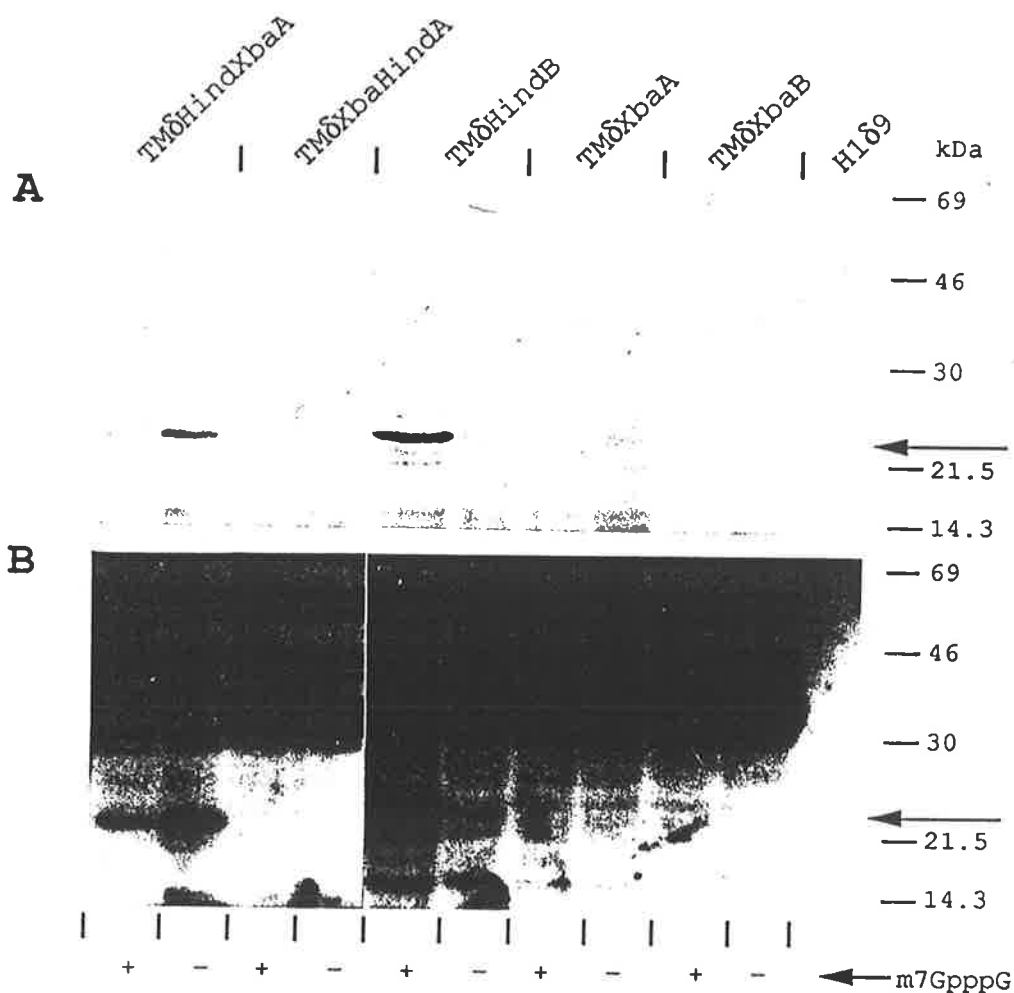 TMδHindXbaA
TMδXbaHindA
TMδHindB
TMδXbaA
TMδXbaB
H1δ9
kDa
A
69
46
30
21.5
14.3
B
69
46
30
21.5
14.3
+ − + − + − + − + −
m7GpppG